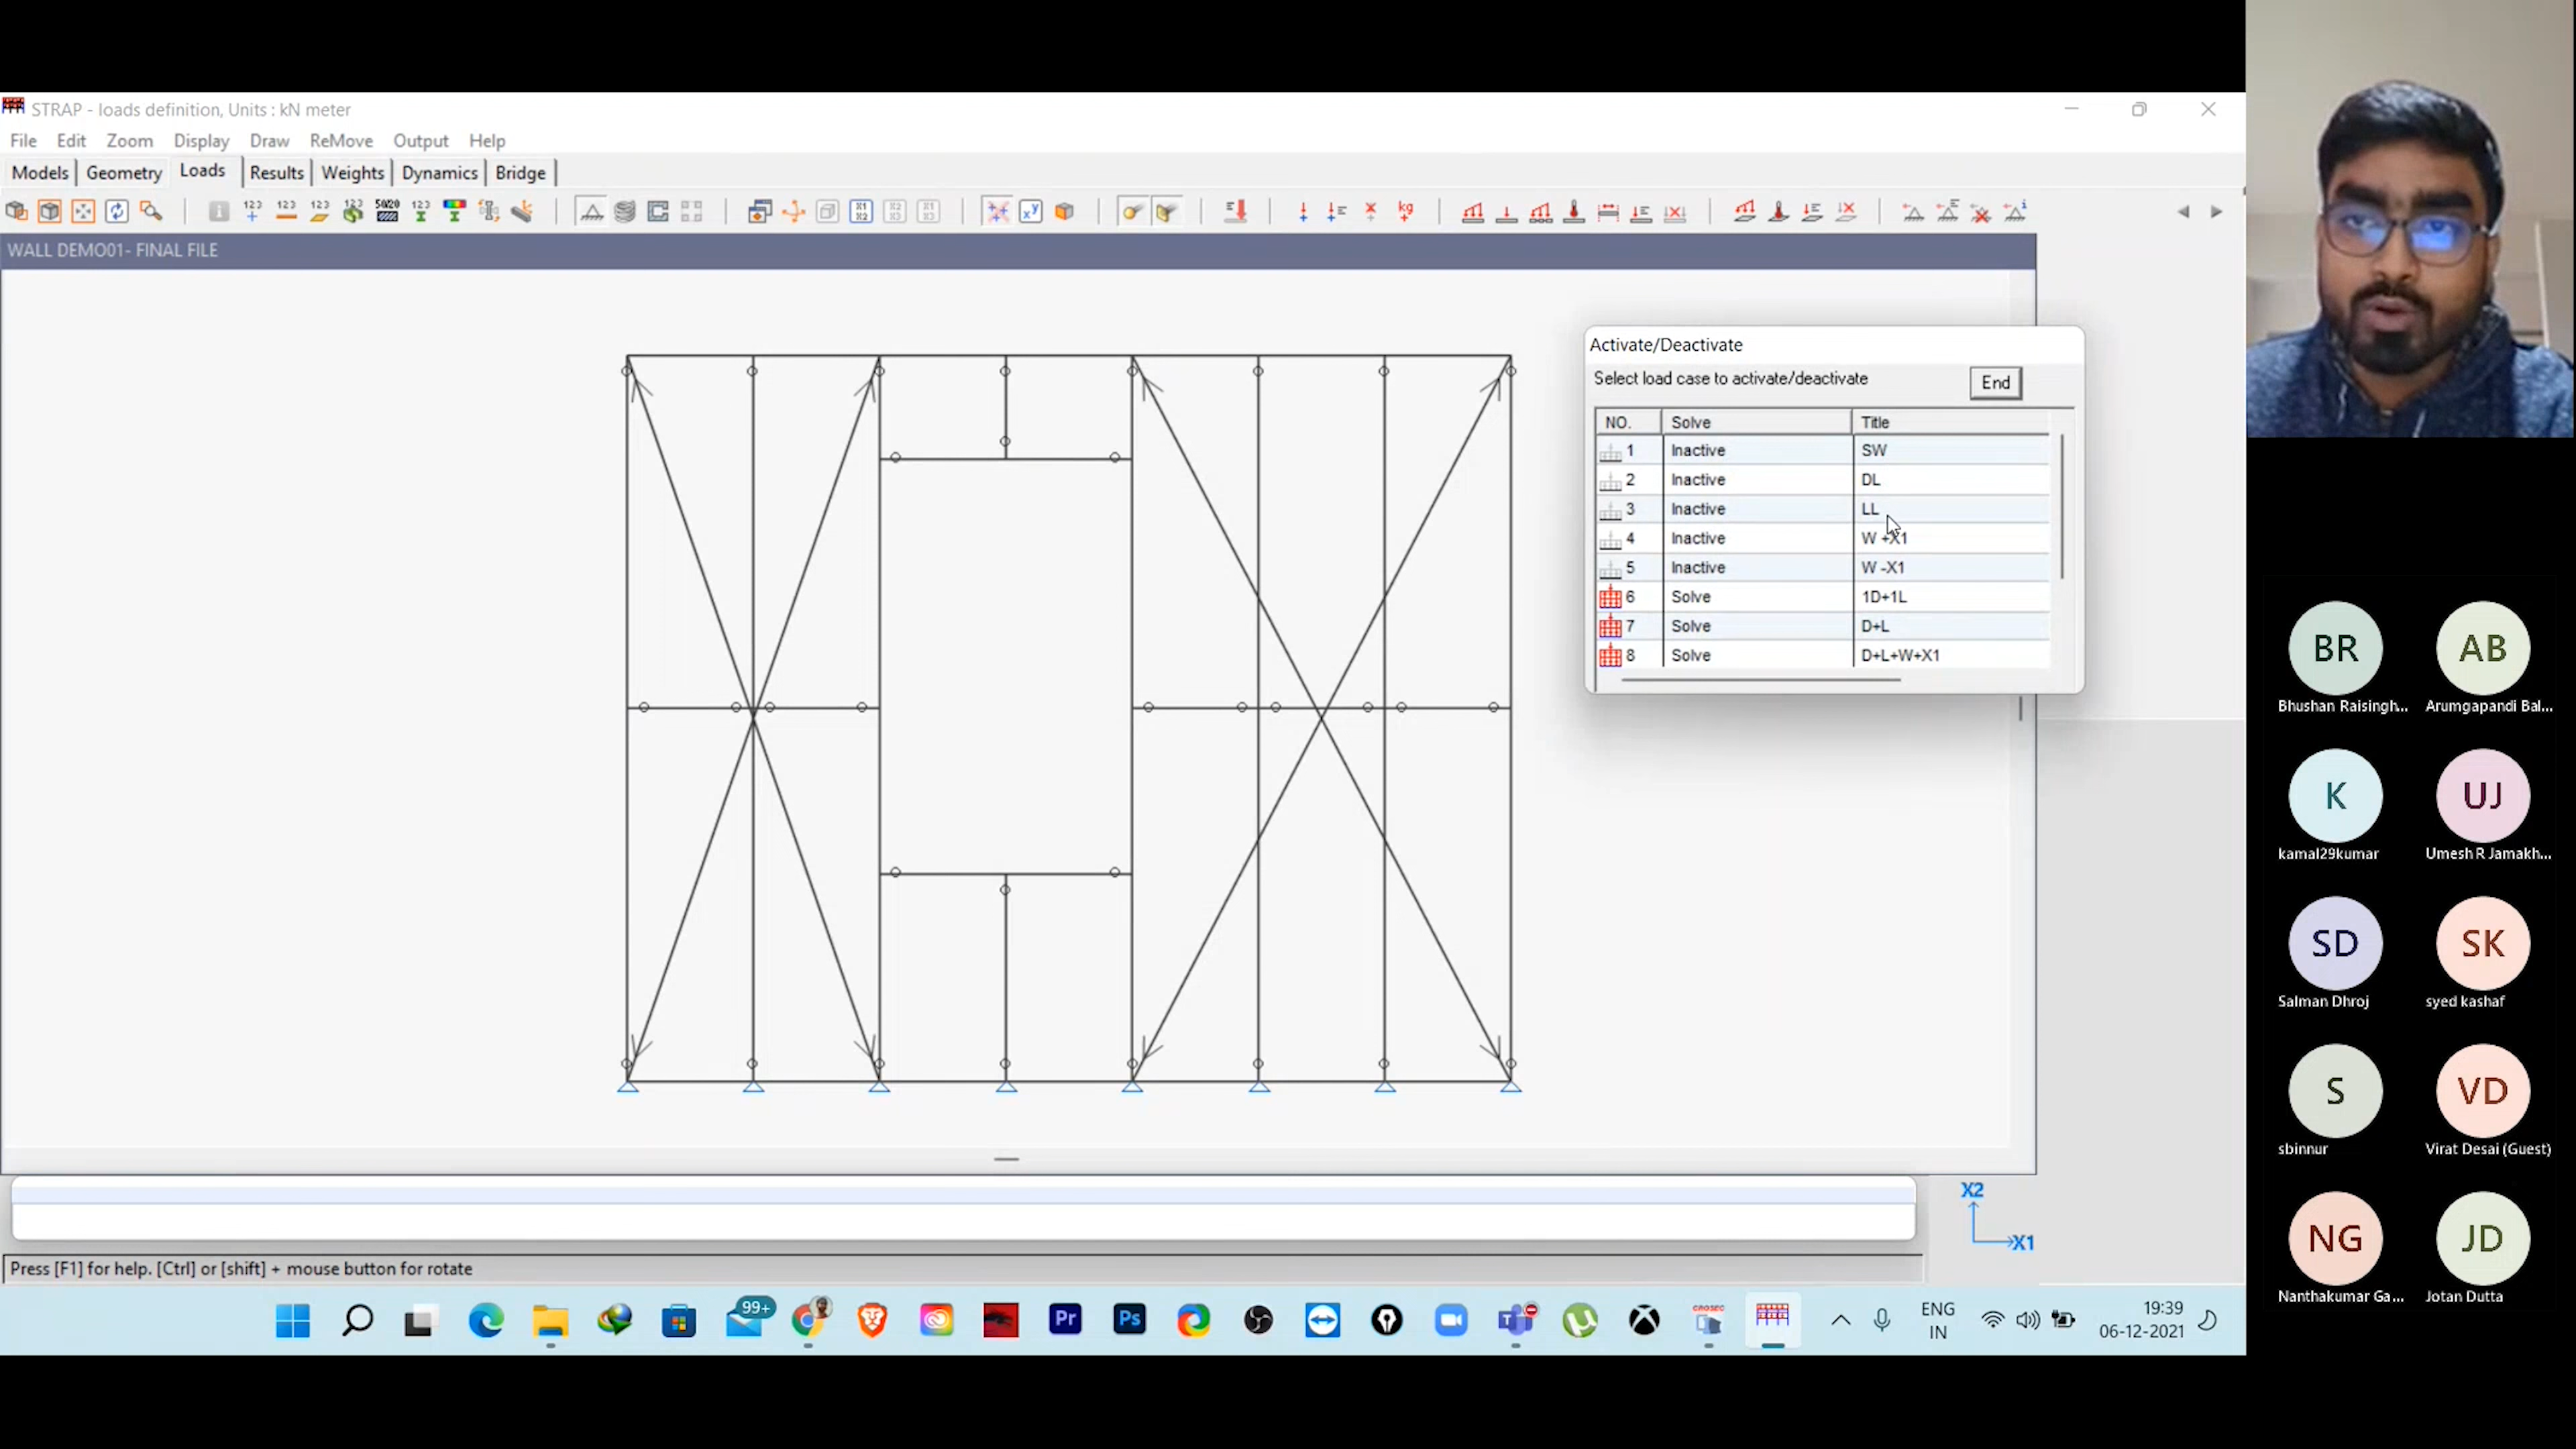 STRAP - loads definition, Units : kN meter
File Edit Zoom Display Draw ReMove Output Help
Models Geometry Loads Results Weights Dynamics Bridge
WALL DEMO01- FINAL FILE
Activate/Deactivate
Select load case to activate/deactivate
End
NO. Solve Title
1 Inactive SW
2 Inactive DL
3 Inactive LL
4 Inactive W +X1
5 Inactive W -X1
6 Solve 1D+1L
7 Solve D+L
8 Solve D+L+W+X1
X2
X1
Press [F1] for help. [Ctrl] or [shift] + mouse button for rotate
99+
Pr
Ps
CROSEC
ENG
IN
19:39
06-12-2021
BR AB
Bhushan Raisingh... Arumgapandi Bal...
K UJ
kamal29kumar Umesh R Jamakh...
SD SK
Salman Dhroj syed kashaf
S VD
sbinnur Virat Desai (Guest)
NG JD
Nanthakumar Ga... Jotan Dutta